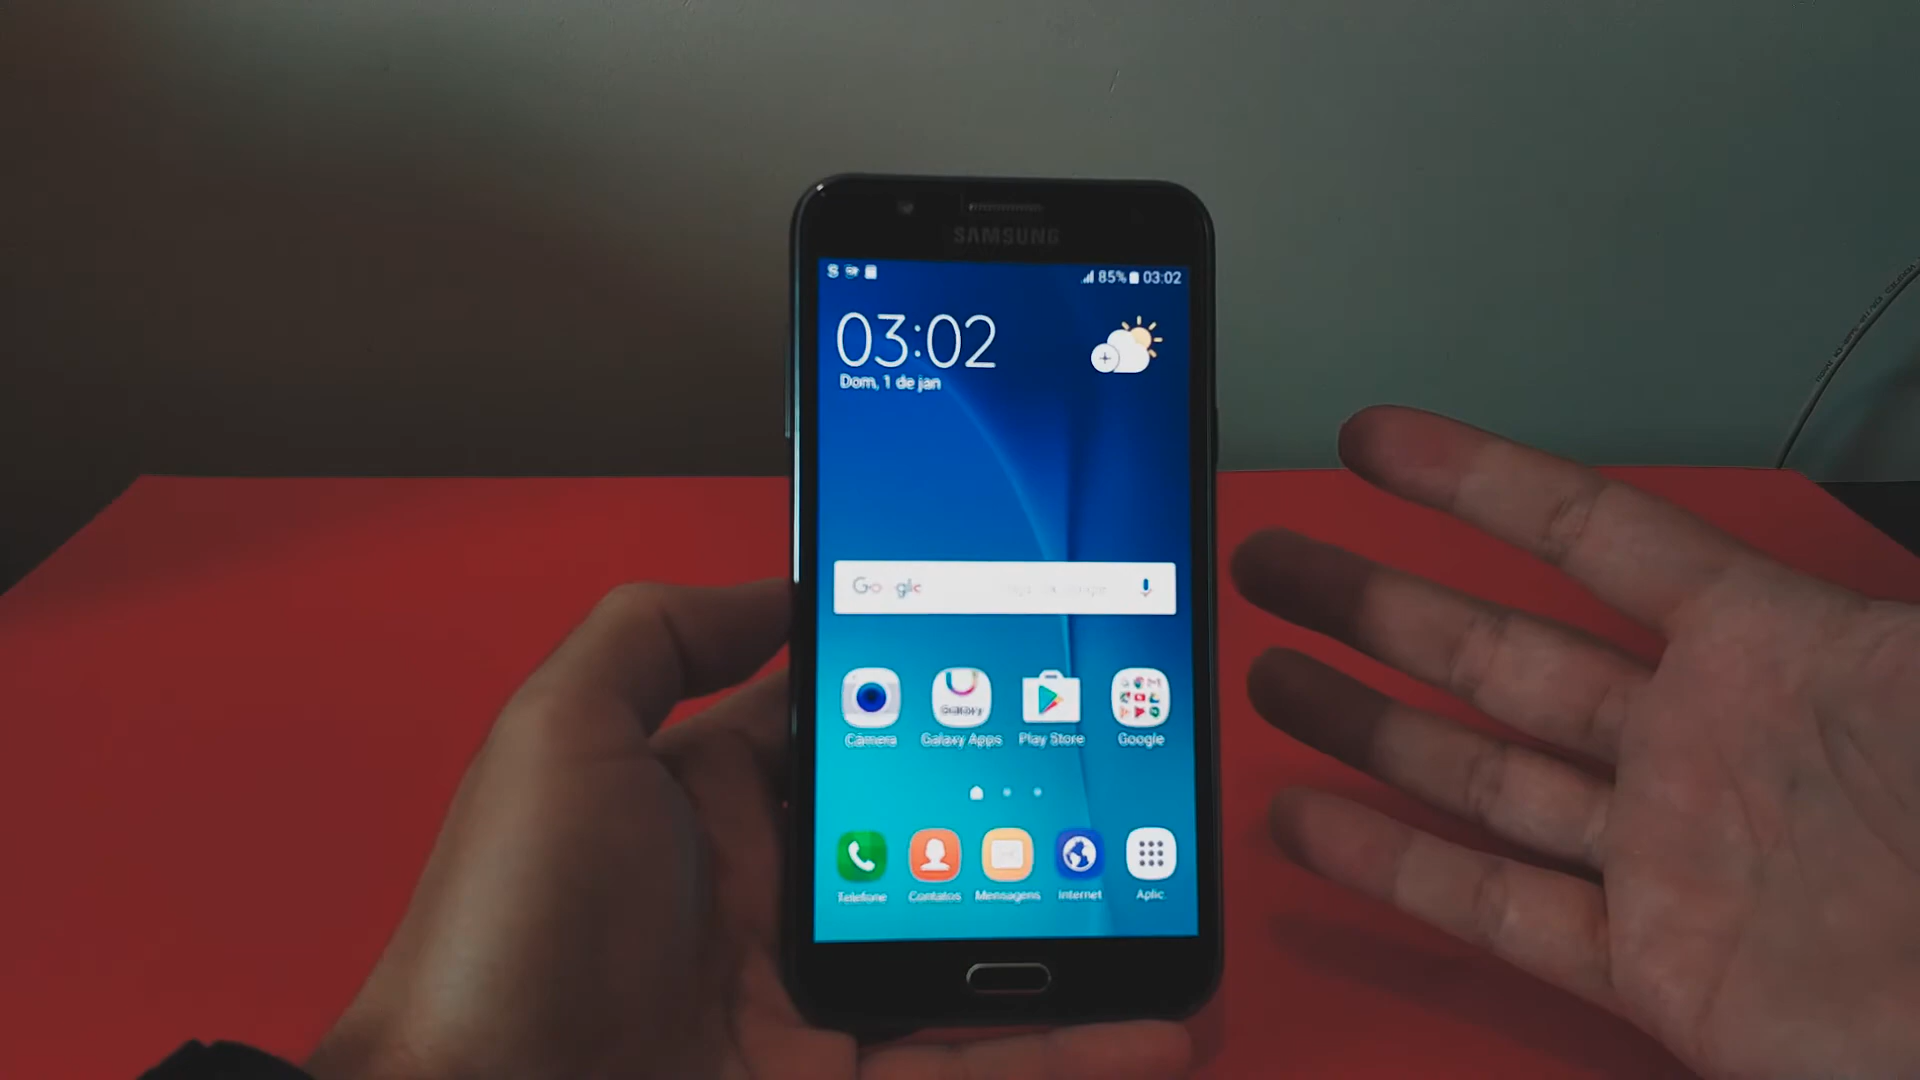 SAMSUNG
85% 03:02
03:02
Dom, 1 de jan
Google
Câmera
Galaxy Apps
Play Store
Google
Telefone
Contatos
Mensagens
Internet
Aplic.